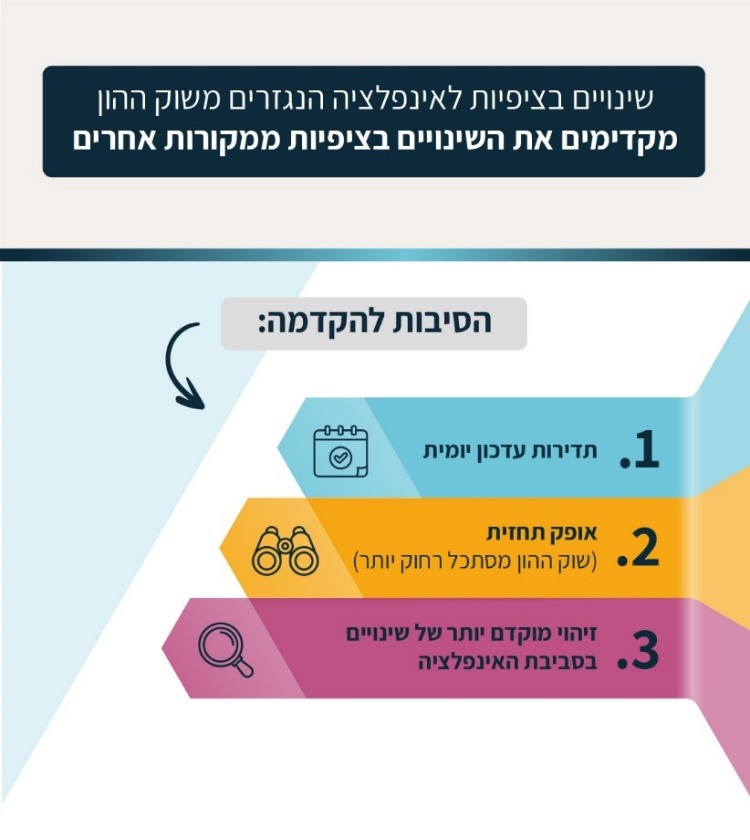 שינויים בציפיות לאינפלציה הנגזרים משוק ההון
מקדימים את השינויים בציפיות ממקורות אחרים
הסיבות להקדמה:
1. תדירות עדכון יומית
2. אופק תחזית
(שוק ההון מסתכל רחוק יותר)
3. זיהוי מוקדם יותר של שינויים
בסביבת האינפלציה